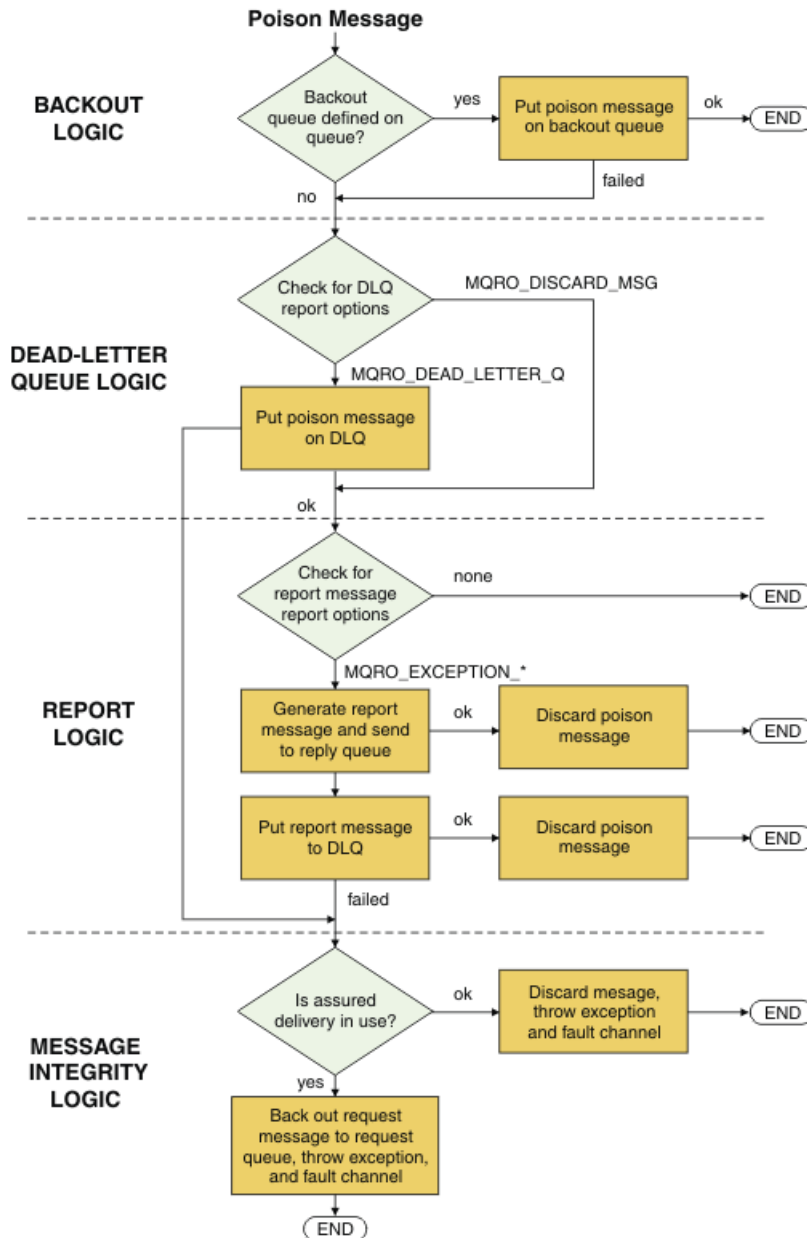 Poison Message
BACKOUT
LOGIC
Backout
queue defined on
queue?
yes
Put poison message
on backout queue
ok
END
failed
no
DEAD-LETTER
QUEUE LOGIC
Check for DLQ
report options
MQRO_DISCARD_MSG
MQRO_DEAD_LETTER_Q
Put poison message
on DLQ
ok
REPORT
LOGIC
Check for
report message
report options
none
END
MQRO_EXCEPTION_*
Generate report
message and send
to reply queue
ok
Discard poison
message
END
Put report message
to DLQ
ok
Discard poison
message
END
failed
MESSAGE
INTEGRITY
LOGIC
Is assured
delivery in use?
ok
Discard mesage,
throw exception
and fault channel
END
yes
Back out request
message to request
queue, throw exception,
and fault channel
END